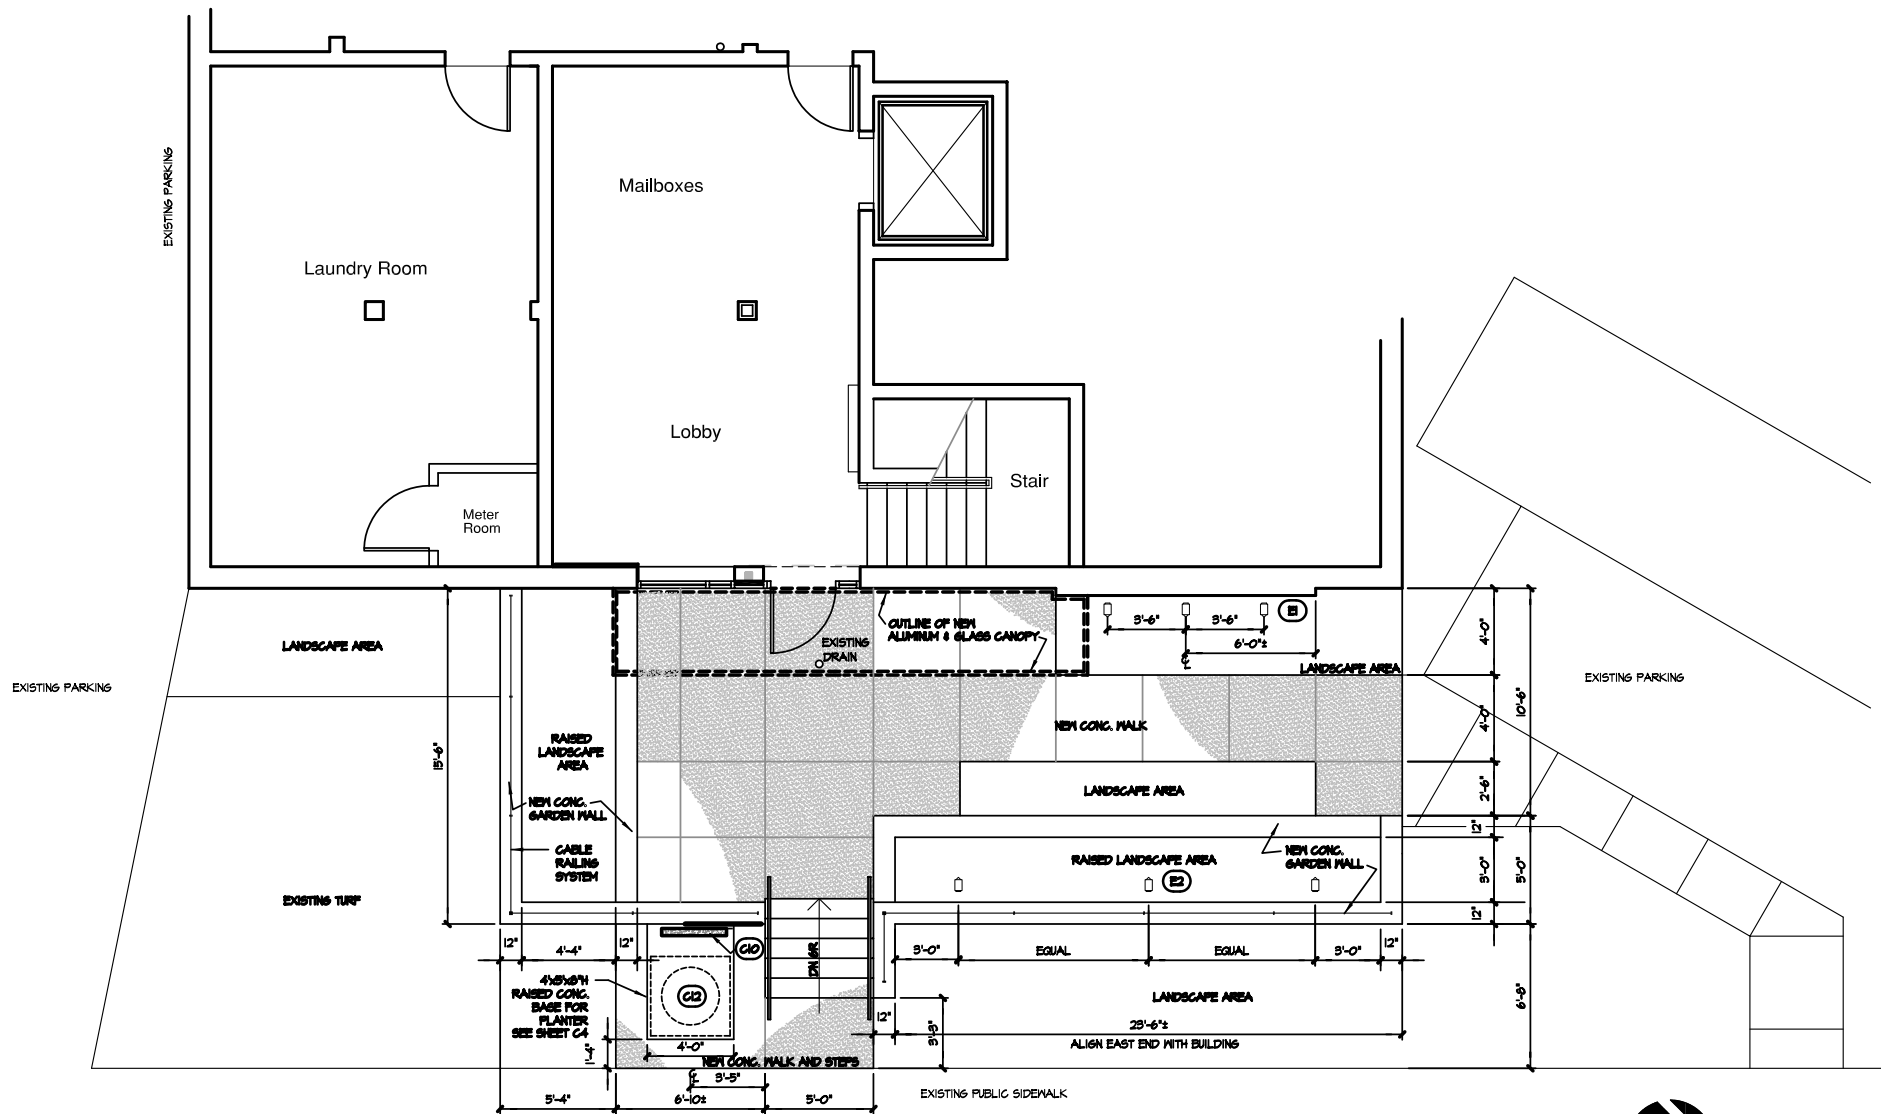 EXISTING PARKING
Mailboxes
Laundry Room
Lobby
Stair
Meter
Room
LANDSCAPE AREA
EXISTING PARKING
EXISTING DRAIN
OUTLINE OF NEW
ALUMINUM & GLASS CANOPY
3'-6"
3'-6"
E1
6'-0"±
LANDSCAPE AREA
4'-0"
4'-0"
10'-6"
2'-6"
12"
3'-0"
5'-0"
12"
6'-8"
EXISTING PARKING
15'-6"
RAISED
LANDSCAPE
AREA
NEW CONC. WALK
LANDSCAPE AREA
NEW CONC.
GARDEN WALL
CABLE
RAILING
SYSTEM
EXISTING TURF
RAISED LANDSCAPE AREA
NEW CONC.
GARDEN WALL
E2
12"
4'-4"
12"
C10
DN 6R
3'-0"
EQUAL
EQUAL
3'-0"
12"
4'x5'x8"H
RAISED CONC.
BASE FOR
PLANTER
SEE SHEET C4
C12
LANDSCAPE AREA
12"
3'-3"
23'-6"±
ALIGN EAST END WITH BUILDING
1'-4"
4'-0"
NEW CONC. WALK AND STEPS
3'-5"
EXISTING PUBLIC SIDEWALK
5'-4"
6'-10±
5'-0"